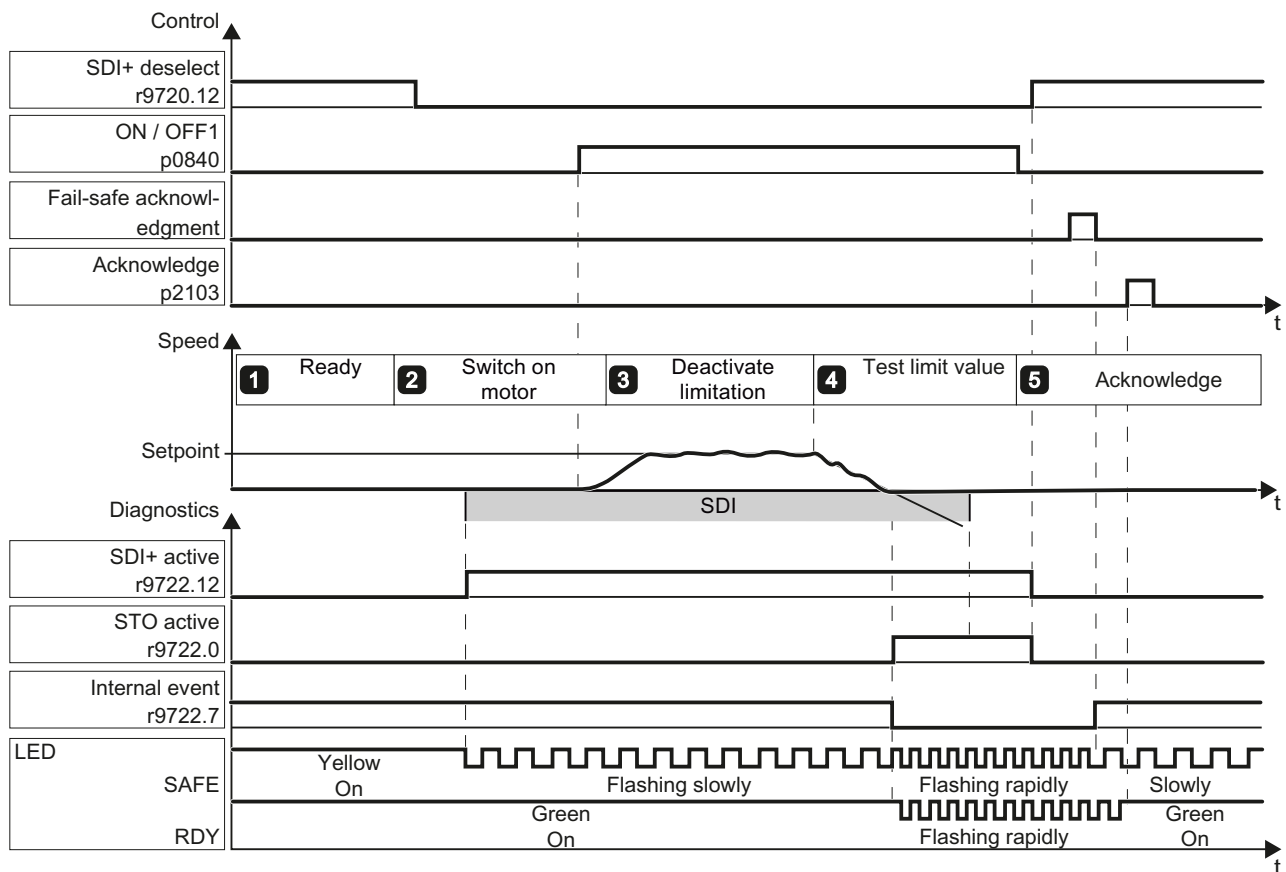 Control
SDI+ deselect
r9720.12
ON / OFF1
p0840
Fail-safe acknowl-
edgment
Acknowledge
p2103
t
Speed
1 Ready
2 Switch on
motor
3 Deactivate
limitation
4 Test limit value
5 Acknowledge
Setpoint
SDI
t
Diagnostics
SDI+ active
r9722.12
STO active
r9722.0
Internal event
r9722.7
LED
SAFE
Yellow
On
Flashing slowly
Flashing rapidly
Slowly
RDY
Green
On
Flashing rapidly
Green
On
t